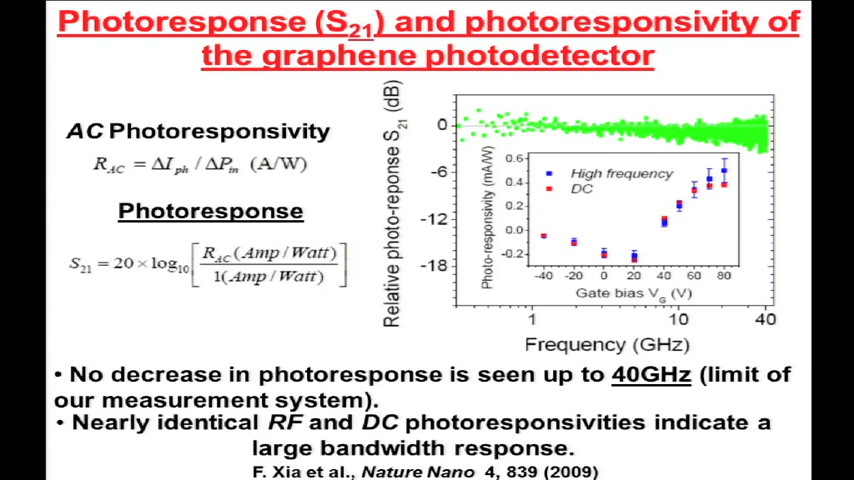 Photoresponse (S21) and photoresponsivity of
the graphene photodetector
AC Photoresponsivity
R_AC = ΔI_ph / ΔP_in (A/W)
Photoresponse
S_21 = 20 × log_10 [ R_AC (Amp / Watt) / 1(Amp / Watt) ]
Relative photo-reponse S21 (dB)
0
-6
-12
-18
1
10
40
Frequency (GHz)
Photo-responsivity (mA/W)
0.6
0.4
0.2
0.0
-0.2
High frequency
DC
-40 -20 0 20 40 60 80
Gate bias V_G (V)
• No decrease in photoresponse is seen up to 40GHz (limit of
our measurement system).
• Nearly identical RF and DC photoresponsivities indicate a
large bandwidth response.
F. Xia et al., Nature Nano 4, 839 (2009)